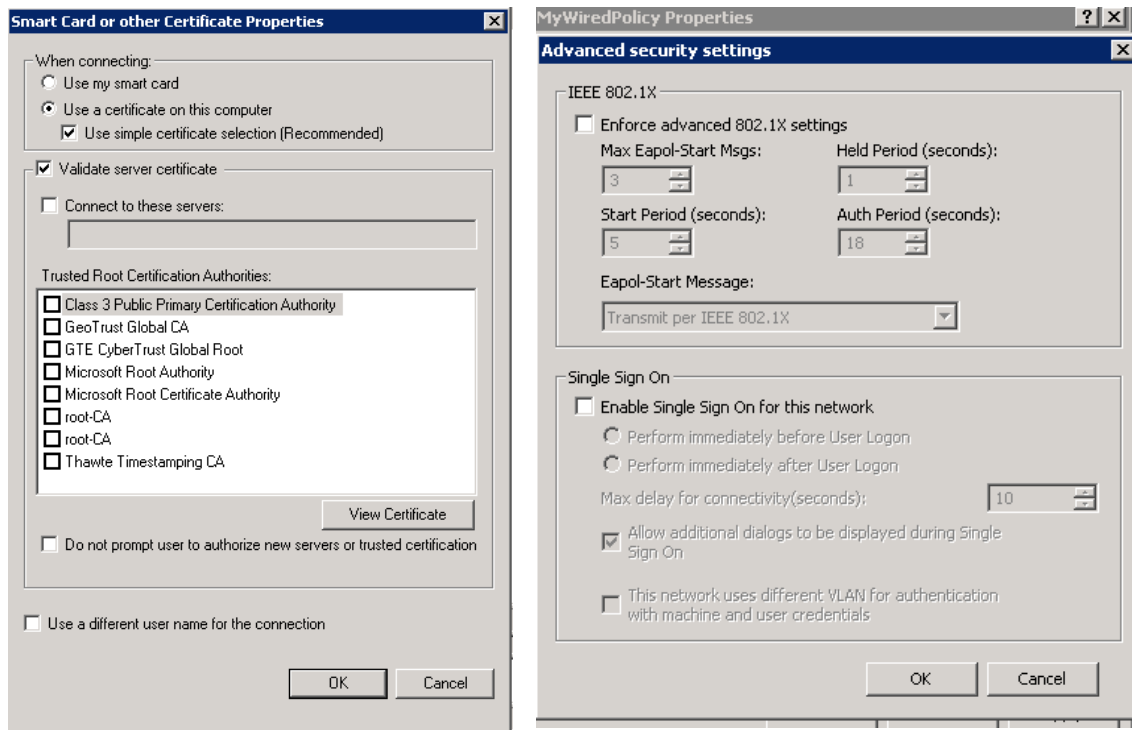 Smart Card or other Certificate Properties
When connecting:
Use my smart card
Use a certificate on this computer
Use simple certificate selection (Recommended)
Validate server certificate
Connect to these servers:
Trusted Root Certification Authorities:
Class 3 Public Primary Certification Authority
GeoTrust Global CA
GTE CyberTrust Global Root
Microsoft Root Authority
Microsoft Root Certificate Authority
root-CA
root-CA
Thawte Timestamping CA
View Certificate
Do not prompt user to authorize new servers or trusted certification
Use a different user name for the connection
OK Cancel
MyWiredPolicy Properties
Advanced security settings
IEEE 802.1X
Enforce advanced 802.1X settings
Max Eapol-Start Msgs: Held Period (seconds):
3 1
Start Period (seconds): Auth Period (seconds):
5 18
Eapol-Start Message:
Transmit per IEEE 802.1X
Single Sign On
Enable Single Sign On for this network
Perform immediately before User Logon
Perform immediately after User Logon
Max delay for connectivity(seconds): 10
Allow additional dialogs to be displayed during Single
Sign On
This network uses different VLAN for authentication
with machine and user credentials
OK Cancel